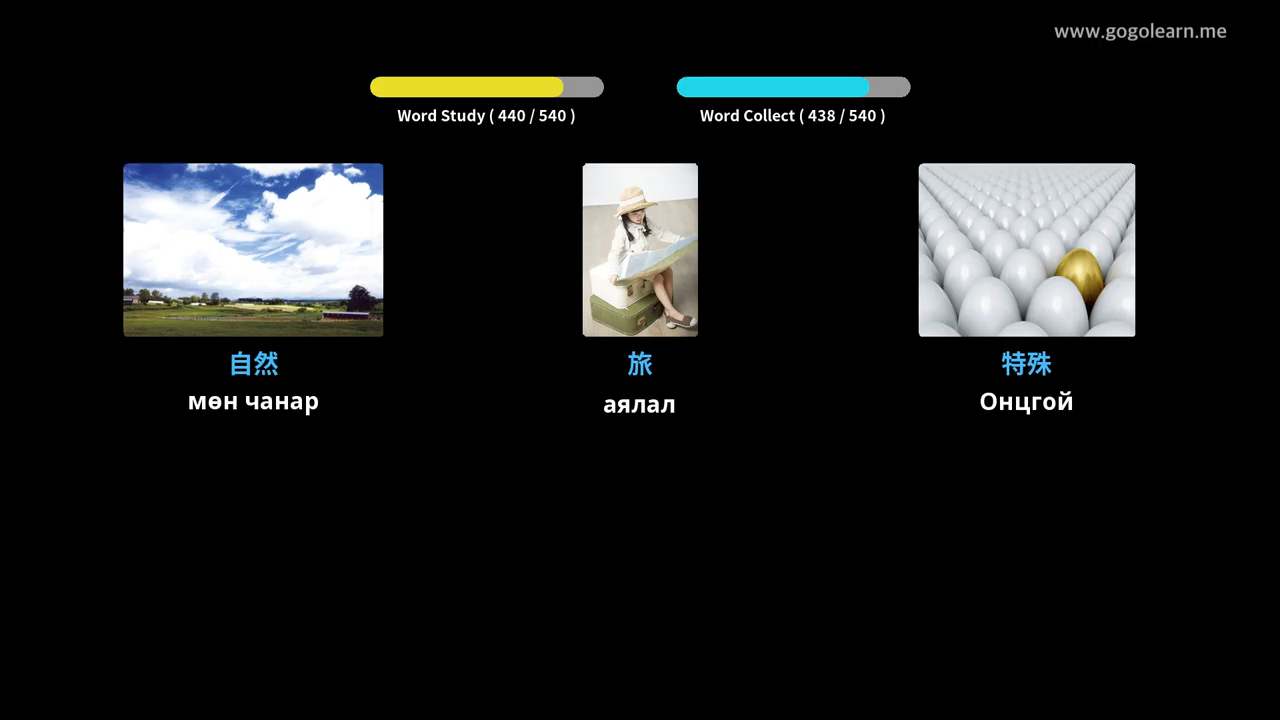 www.gogolearn.me
Word Study ( 440 / 540 )
Word Collect ( 438 / 540 )
自然
旅
特殊
мөн чанар
аялал
Онцгой